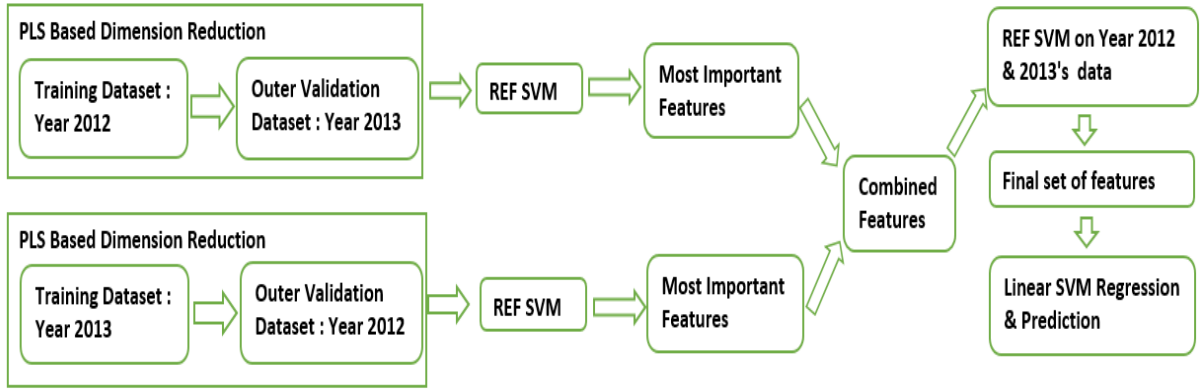 PLS Based Dimension Reduction
Training Dataset :
Year 2012
Outer Validation
Dataset : Year 2013
REF SVM
Most Important
Features
PLS Based Dimension Reduction
Training Dataset :
Year 2013
Outer Validation
Dataset : Year 2012
REF SVM
Most Important
Features
Combined
Features
REF SVM on Year 2012
& 2013's data
Final set of features
Linear SVM Regression
& Prediction